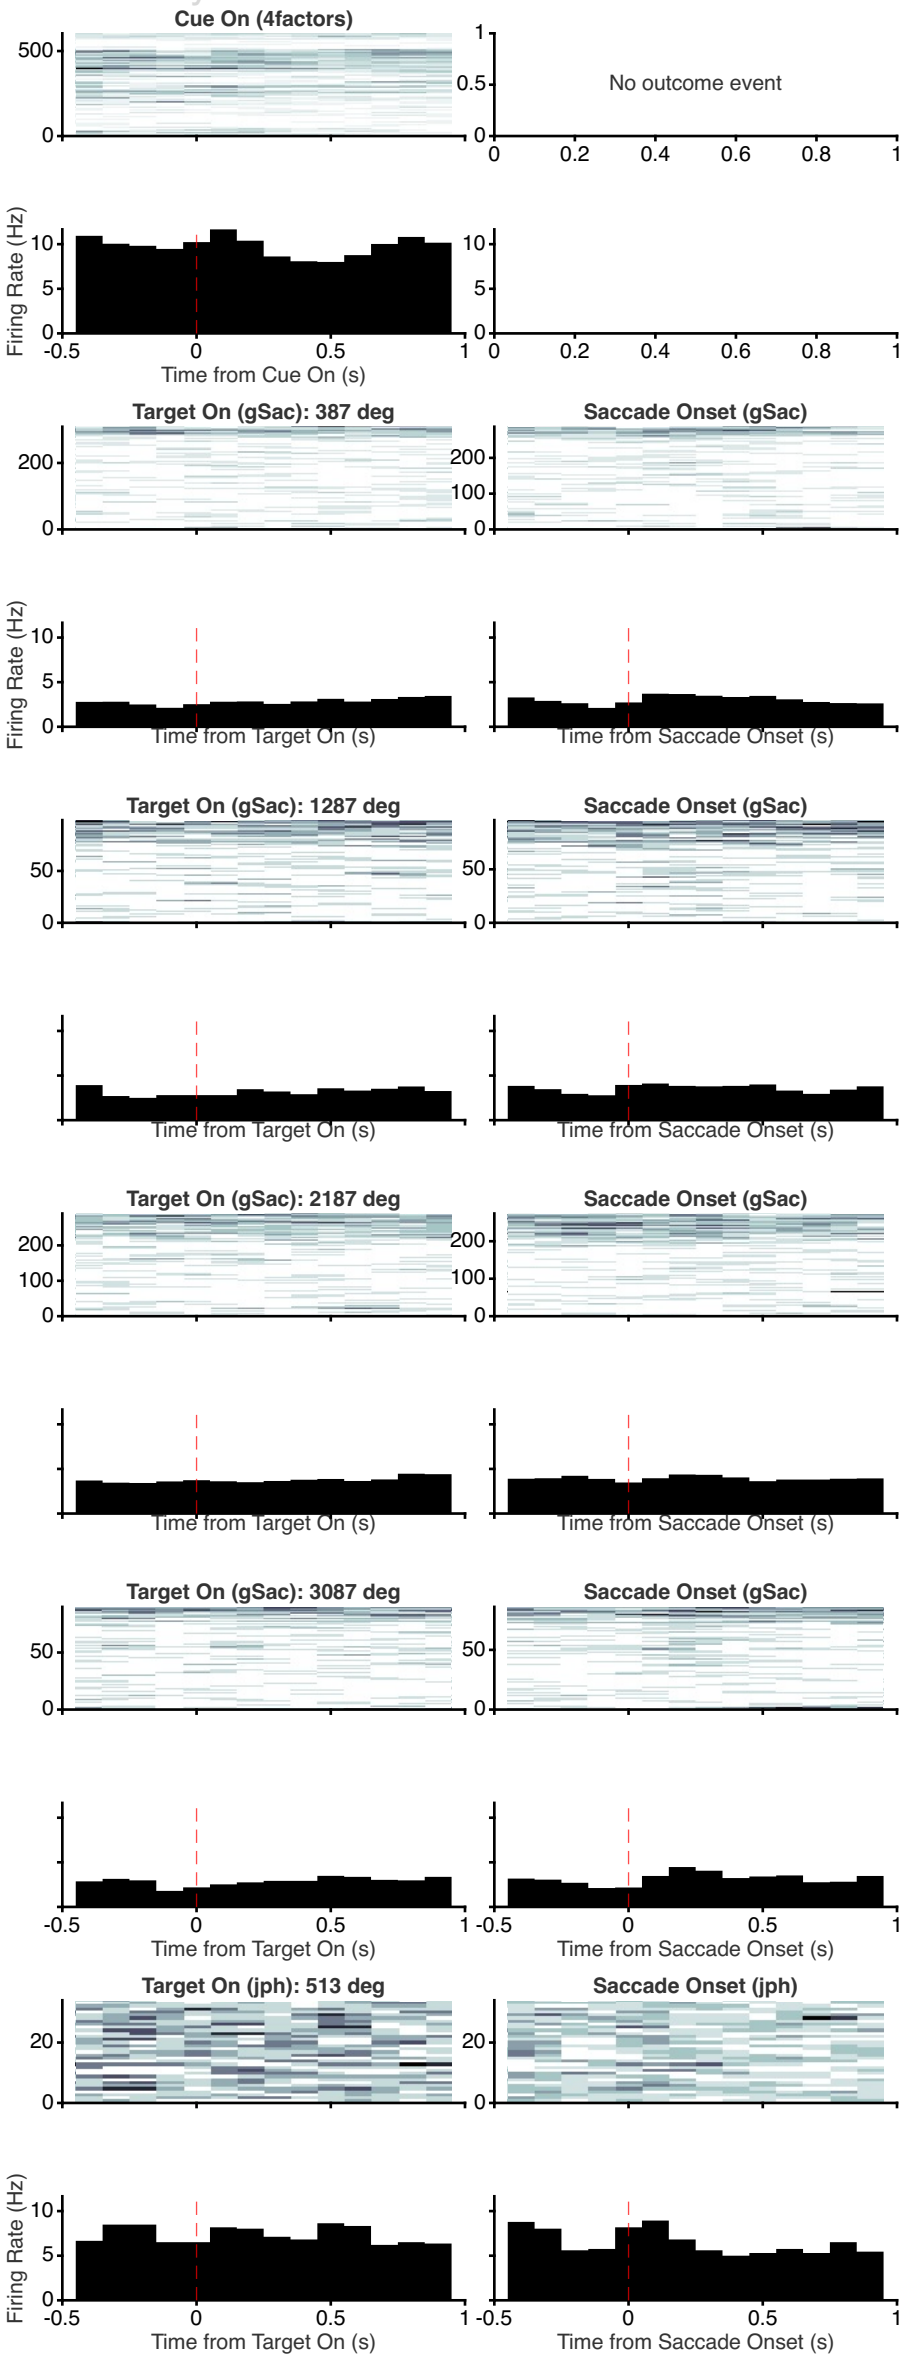 Cue On (4factors)
500
0
1
0.5
0
No outcome event
0 0.2 0.4 0.6 0.8 1
Firing Rate (Hz)
10
5
0
-0.5 0 0.5 1
Time from Cue On (s)
10
5
0
0 0.2 0.4 0.6 0.8 1
Target On (gSac): 387 deg
200
0
Saccade Onset (gSac)
200
100
0
Firing Rate (Hz)
10
5
0
Time from Target On (s)
Time from Saccade Onset (s)
Target On (gSac): 1287 deg
50
0
Saccade Onset (gSac)
50
0
Time from Target On (s)
Time from Saccade Onset (s)
Target On (gSac): 2187 deg
200
100
0
Saccade Onset (gSac)
200
100
0
Time from Target On (s)
Time from Saccade Onset (s)
Target On (gSac): 3087 deg
50
0
Saccade Onset (gSac)
50
0
-0.5 0 0.5 1
Time from Target On (s)
-0.5 0 0.5 1
Time from Saccade Onset (s)
Target On (jph): 513 deg
20
0
Saccade Onset (jph)
20
0
Firing Rate (Hz)
10
5
0
-0.5 0 0.5 1
Time from Target On (s)
-0.5 0 0.5 1
Time from Saccade Onset (s)